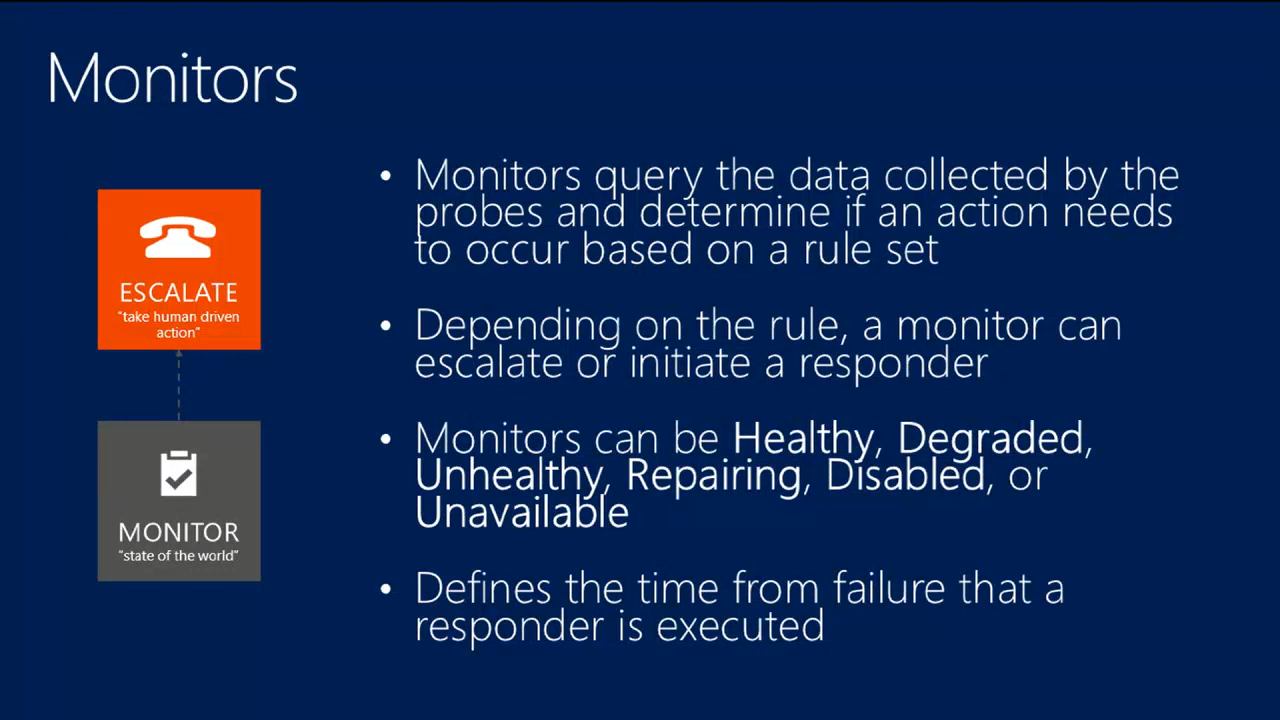 Monitors
ESCALATE
"take human driven
action"
MONITOR
"state of the world"
• Monitors query the data collected by the
probes and determine if an action needs
to occur based on a rule set
• Depending on the rule, a monitor can
escalate or initiate a responder
• Monitors can be Healthy, Degraded,
Unhealthy, Repairing, Disabled, or
Unavailable
• Defines the time from failure that a
responder is executed